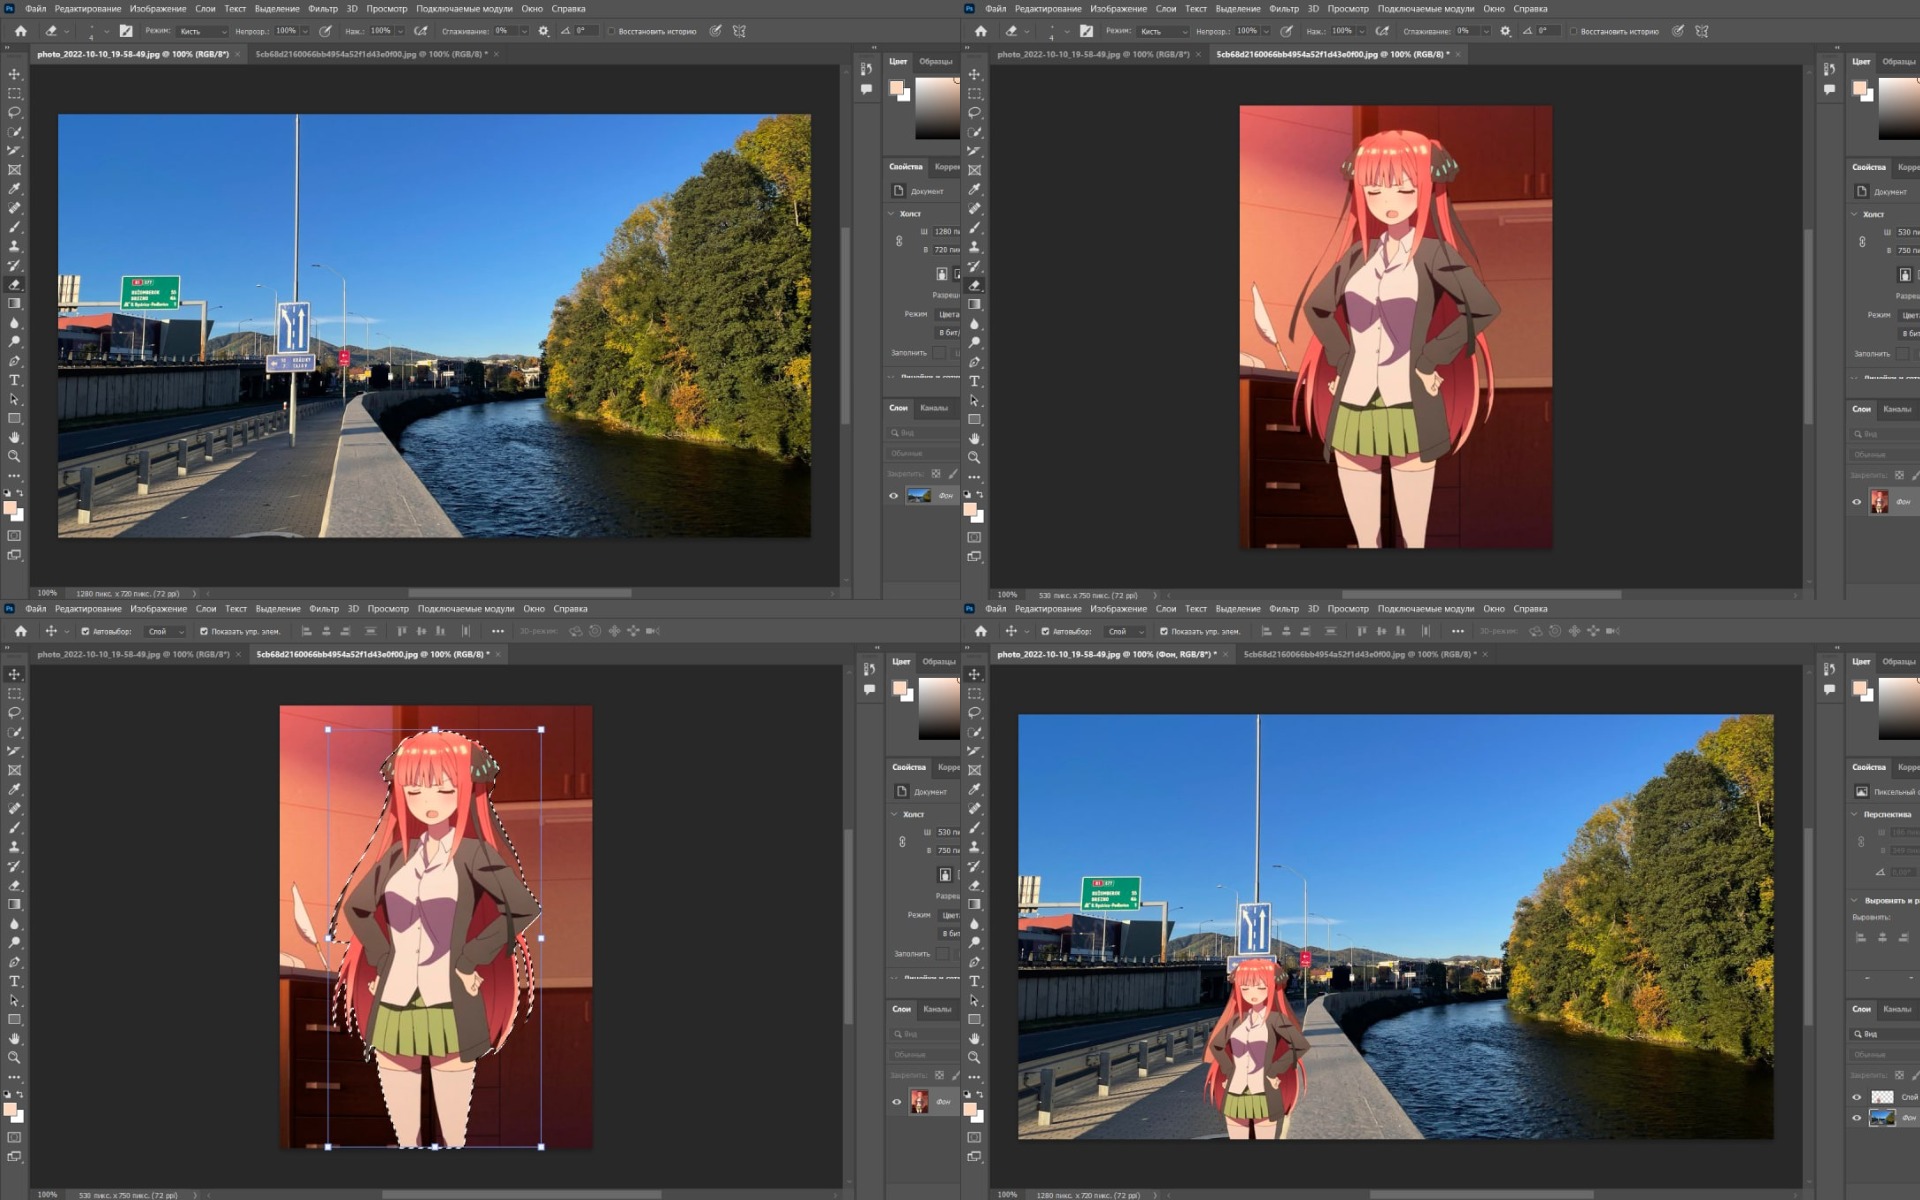 Ps Файл Редактирование Изображение Слои Текст Выделение Фильтр 3D Просмотр Подключаемые модули Окно Справка
4 Режим: Кисть Непрозр.: 100% Наж.: 100% Сглаживание: 0% 0° Восстановить историю
photo_2022-10-10_19-58-49.jpg @ 100% (RGB/8*) × 5cb68d2160066bb4954a52f1d43e0f00.jpg @ 100% (RGB/8) * ×
Цвет Образцы
Свойства Коррек
Документ
Холст
Ш 1280 пи
В 720 пик
Разреш
Режим Цвета
8 бит/
Заполнить
Слои Каналы
Вид
Обычные
Закрепить:
Фон
100% 1280 пикс. x 720 пикс. (72 ppi)
Ps Файл Редактирование Изображение Слои Текст Выделение Фильтр 3D Просмотр Подключаемые модули Окно Справка
4 Режим: Кисть Непрозр.: 100% Наж.: 100% Сглаживание: 0% 0° Восстановить историю
photo_2022-10-10_19-58-49.jpg @ 100% (RGB/8*) × 5cb68d2160066bb4954a52f1d43e0f00.jpg @ 100% (RGB/8) * ×
Цвет Образцы
Свойства Корре
Документ
Холст
Ш 530 пи
В 750 пи
Разреш
Режим Цвет
8 бит
Заполнить
Слои Каналы
Вид
Обычные
Закрепить:
Фон
100% 530 пикс. x 750 пикс. (72 ppi)
Ps Файл Редактирование Изображение Слои Текст Выделение Фильтр 3D Просмотр Подключаемые модули Окно Справка
Автовыбор: Слой Показать упр. элем. 3D-режим:
photo_2022-10-10_19-58-49.jpg @ 100% (RGB/8*) × 5cb68d2160066bb4954a52f1d43e0f00.jpg @ 100% (RGB/8) * ×
Цвет Образцы
Свойства Корре
Документ
Холст
Ш 530 пи
В 750 пи
Разреш
Режим Цвета
8 бит
Заполнить
Слои Каналы
Вид
Обычные
Закрепить:
Фон
100% 530 пикс. x 750 пикс. (72 ppi)
Ps Файл Редактирование Изображение Слои Текст Выделение Фильтр 3D Просмотр Подключаемые модули Окно Справка
Автовыбор: Слой Показать упр. элем. 3D-режим:
photo_2022-10-10_19-58-49.jpg @ 100% (Фон, RGB/8*) * × 5cb68d2160066bb4954a52f1d43e0f00.jpg @ 100% (RGB/8) * ×
Цвет Образцы
Свойства Корре
Пиксельный с
Перспектива
Выровнять и р
Выровнять:
Слои Каналы
Вид
Обычные
Закрепить:
Слой
Фон
100% 1280 пикс. x 720 пикс. (72 ppi)